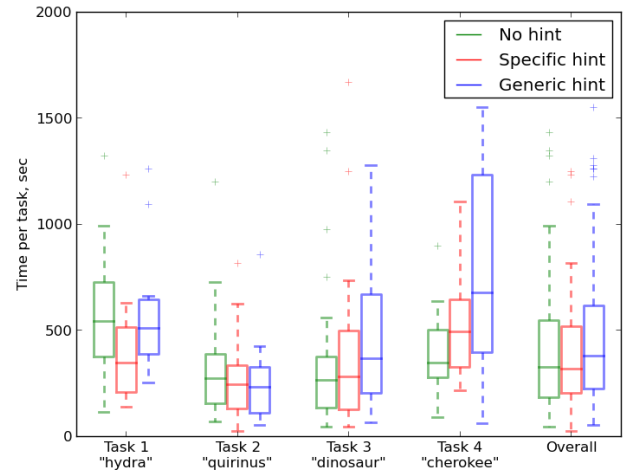 2000
1500
1000
500
0
Time per task, sec
No hint
Specific hint
Generic hint
Task 1
"hydra"
Task 2
"quirinus"
Task 3
"dinosaur"
Task 4
"cherokee"
Overall